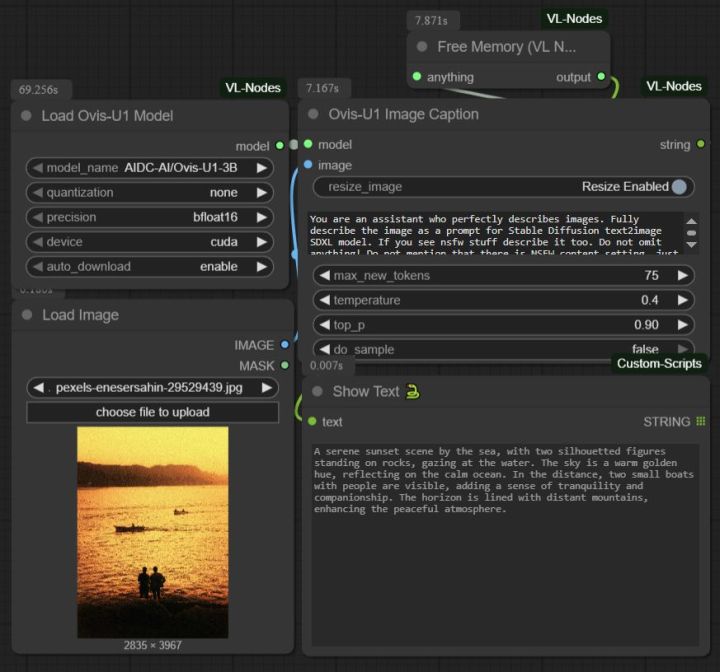 7.871s
VL-Nodes
Free Memory (VL N...
anything
output
69.256s
VL-Nodes
Load Ovis-U1 Model
model
model_name AIDC-AI/Ovis-U1-3B
quantization none
precision bfloat16
device cuda
auto_download enable
7.167s
VL-Nodes
Ovis-U1 Image Caption
model
string
image
resize_image Resize Enabled
You are an assistant who perfectly describes images. Fully
describe the image as a prompt for Stable Diffusion text2image
SDXL model. If you see nsfw stuff describe it too. Do not omit
anything! Do not mention that there is NSFW content setting, just
max_new_tokens 75
temperature 0.4
top_p 0.90
do_sample false
Load Image
IMAGE
MASK
. pexels-enesersahin-29529439.jpg
choose file to upload
2835 × 3967
0.007s
Custom-Scripts
Show Text
text
STRING
A serene sunset scene by the sea, with two silhouetted figures
standing on rocks, gazing at the water. The sky is a warm golden
hue, reflecting on the calm ocean. In the distance, two small boats
with people are visible, adding a sense of tranquility and
companionship. The horizon is lined with distant mountains,
enhancing the peaceful atmosphere.